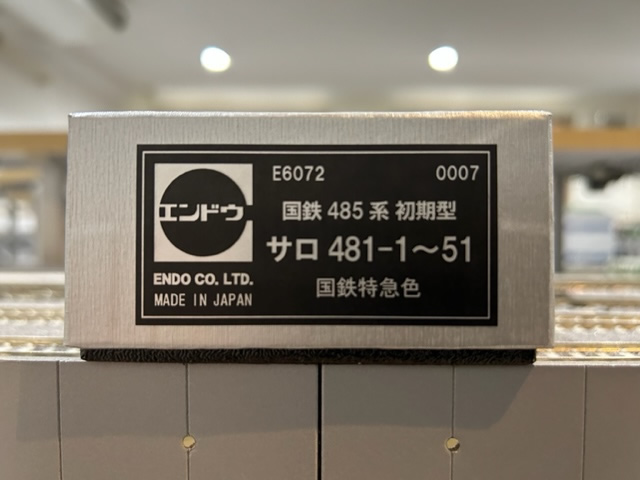 エンドウ
ENDO CO. LTD.
MADE IN JAPAN
E6072 0007
国鉄 485 系 初期型
サロ 481-1～51
国鉄特急色